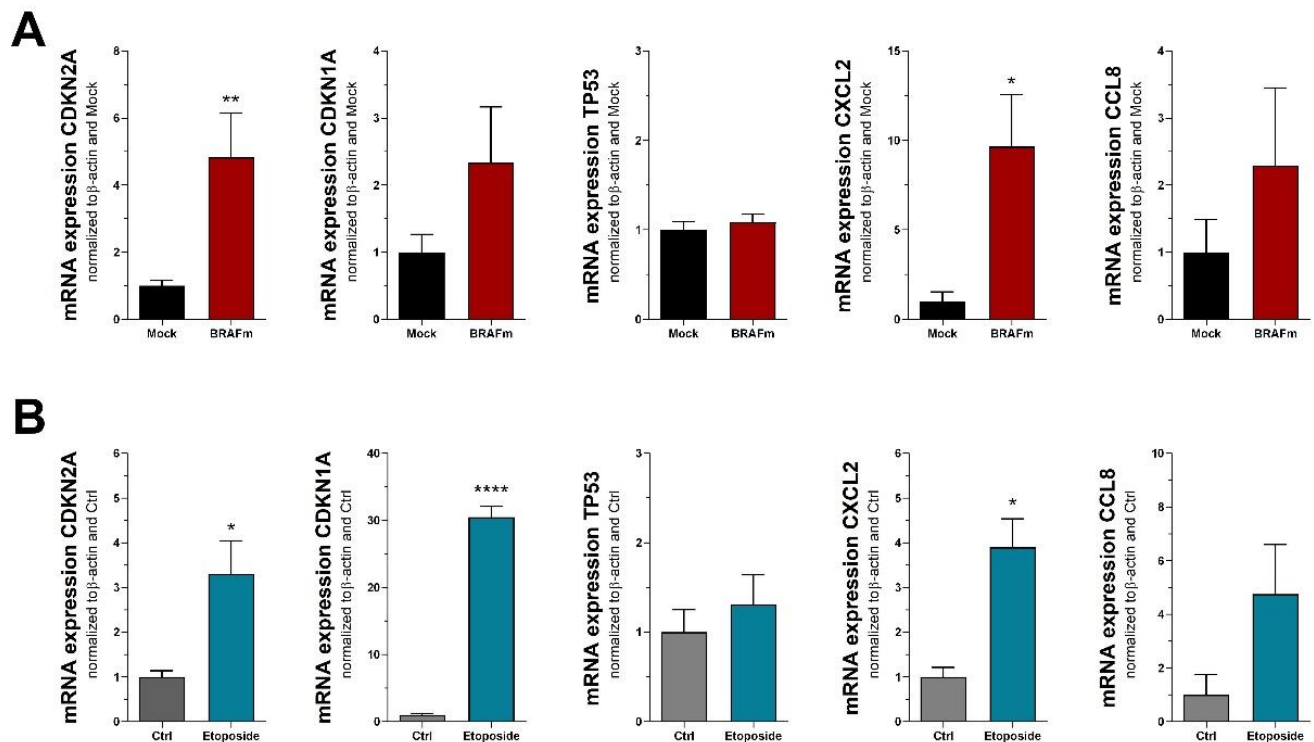 A
mRNA expression CDKN2A
normalized to β-actin and Mock
8
6
4
2
0
**
Mock BRAFm
mRNA expression CDKN1A
normalized to β-actin and Mock
4
3
2
1
0
Mock BRAFm
mRNA expression TP53
normalized to β-actin and Mock
3
2
1
0
Mock BRAFm
mRNA expression CXCL2
normalized to β-actin and Mock
15
10
5
0
*
Mock BRAFm
mRNA expression CCL8
normalized to β-actin and Mock
4
3
2
1
0
Mock BRAFm
B
mRNA expression CDKN2A
normalized to β-actin and Ctrl
6
5
4
3
2
1
0
*
Ctrl Etoposide
mRNA expression CDKN1A
normalized to β-actin and Ctrl
40
30
20
10
0
****
Ctrl Etoposide
mRNA expression TP53
normalized to β-actin and Ctrl
3
2
1
0
Ctrl Etoposide
mRNA expression CXCL2
normalized to β-actin and Ctrl
6
5
4
3
2
1
0
*
Ctrl Etoposide
mRNA expression CCL8
normalized to β-actin and Ctrl
10
8
6
4
2
0
Ctrl Etoposide